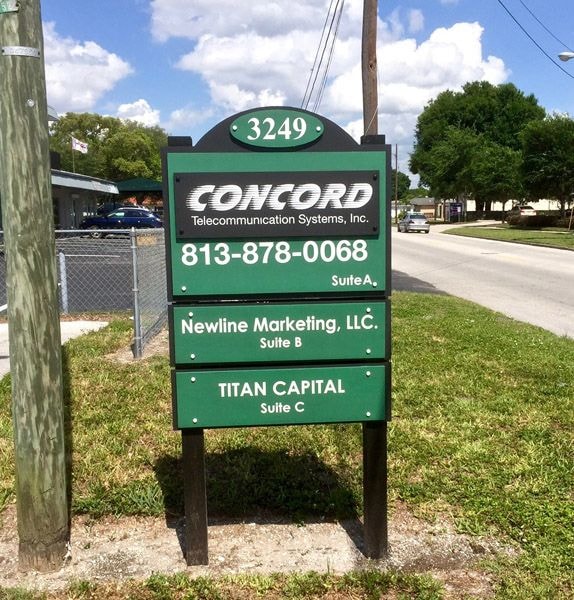 3249
CONCORD
Telecommunication Systems, Inc.
813-878-0068
Suite A
Newline Marketing, LLC.
Suite B
TITAN CAPITAL
Suite C